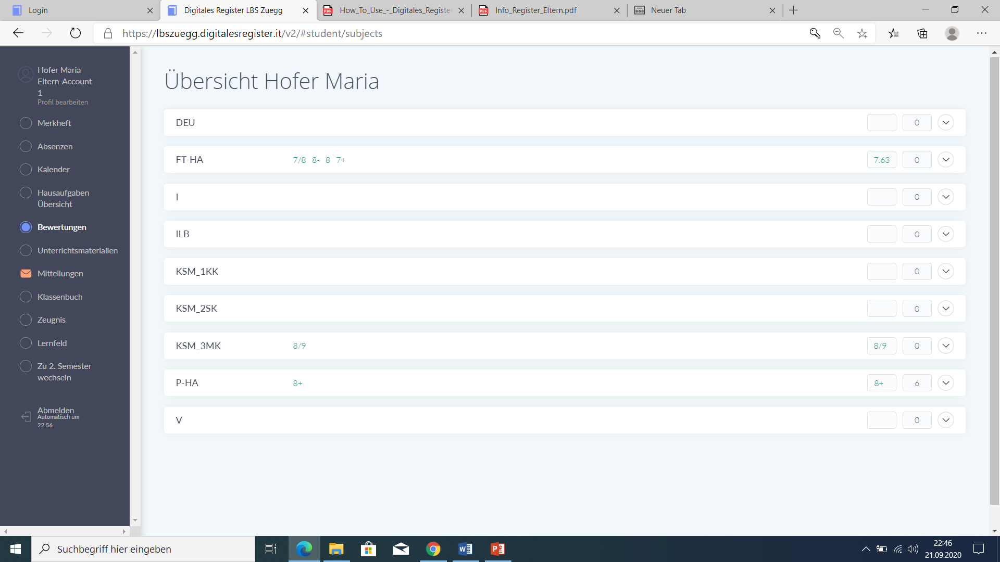 Login
Digitales Register LBS Zuegg
How_To_Use_-_Digitales_Register
Info_Register_Eltern.pdf
Neuer Tab
https://lbszuegg.digitalesregister.it/v2/#student/subjects
Hofer Maria
Eltern-Account
1
Profil bearbeiten
Merkheft
Absenzen
Kalender
Hausaufgaben
Übersicht
Bewertungen
Unterrichtsmaterialien
Mitteilungen
Klassenbuch
Zeugnis
Lernfeld
Zu 2. Semester
wechseln
Abmelden
Automatisch um
22:56
Übersicht Hofer Maria
DEU 0
FT-HA 7/8 8- 8 7+ 7.63 0
I 0
ILB 0
KSM_1KK 0
KSM_2SK 0
KSM_3MK 8/9 8/9 0
P-HA 8+ 8+ 6
V 0
Suchbegriff hier eingeben
22:46
21.09.2020